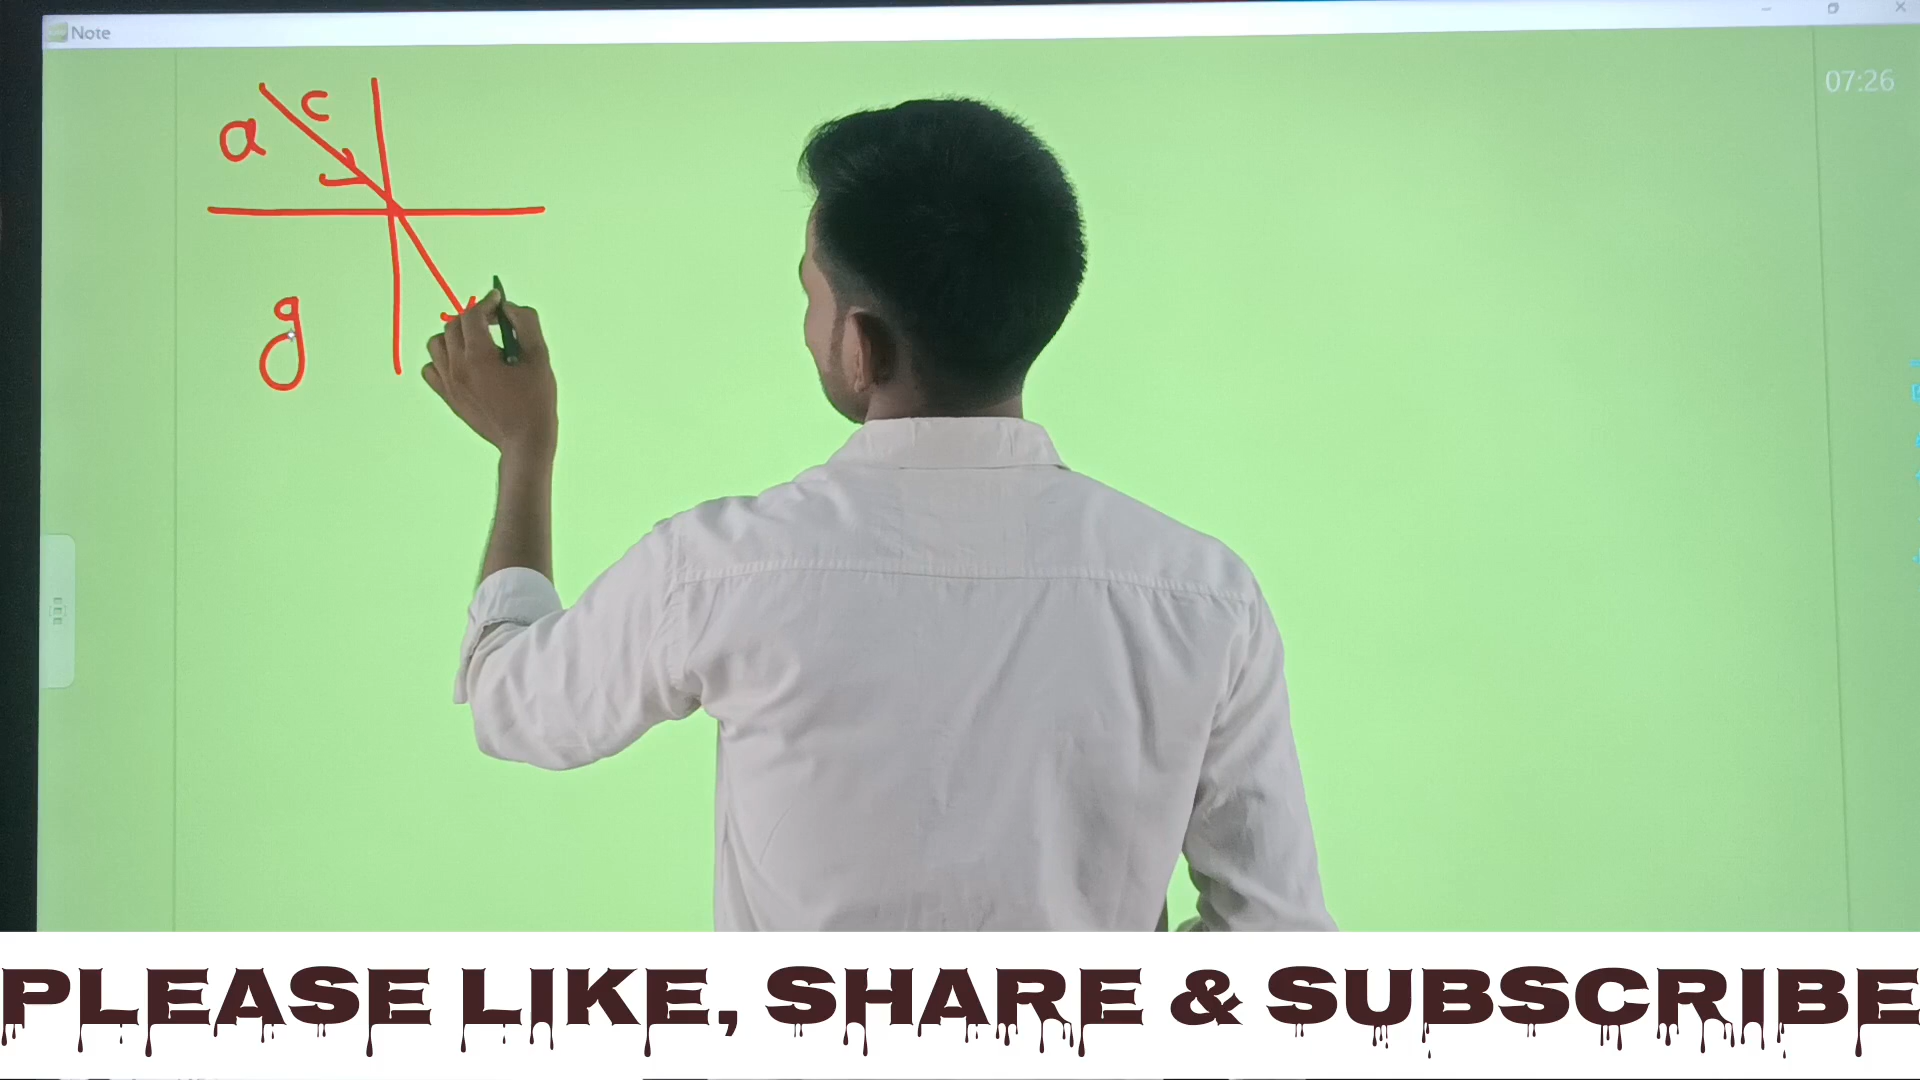 Note
07:26
a c
g
PLEASE LIKE, SHARE & SUBSCRIBE